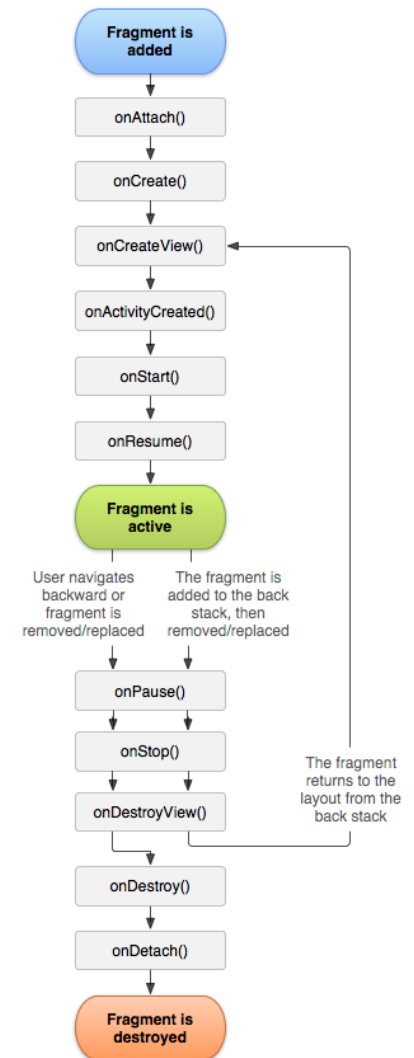 Fragment is
added
onAttach()
onCreate()
onCreateView()
onActivityCreated()
onStart()
onResume()
Fragment is
active
User navigates
backward or
fragment is
removed/replaced
The fragment is
added to the back
stack, then
removed/replaced
onPause()
onStop()
onDestroyView()
The fragment
returns to the
layout from the
back stack
onDestroy()
onDetach()
Fragment is
destroyed